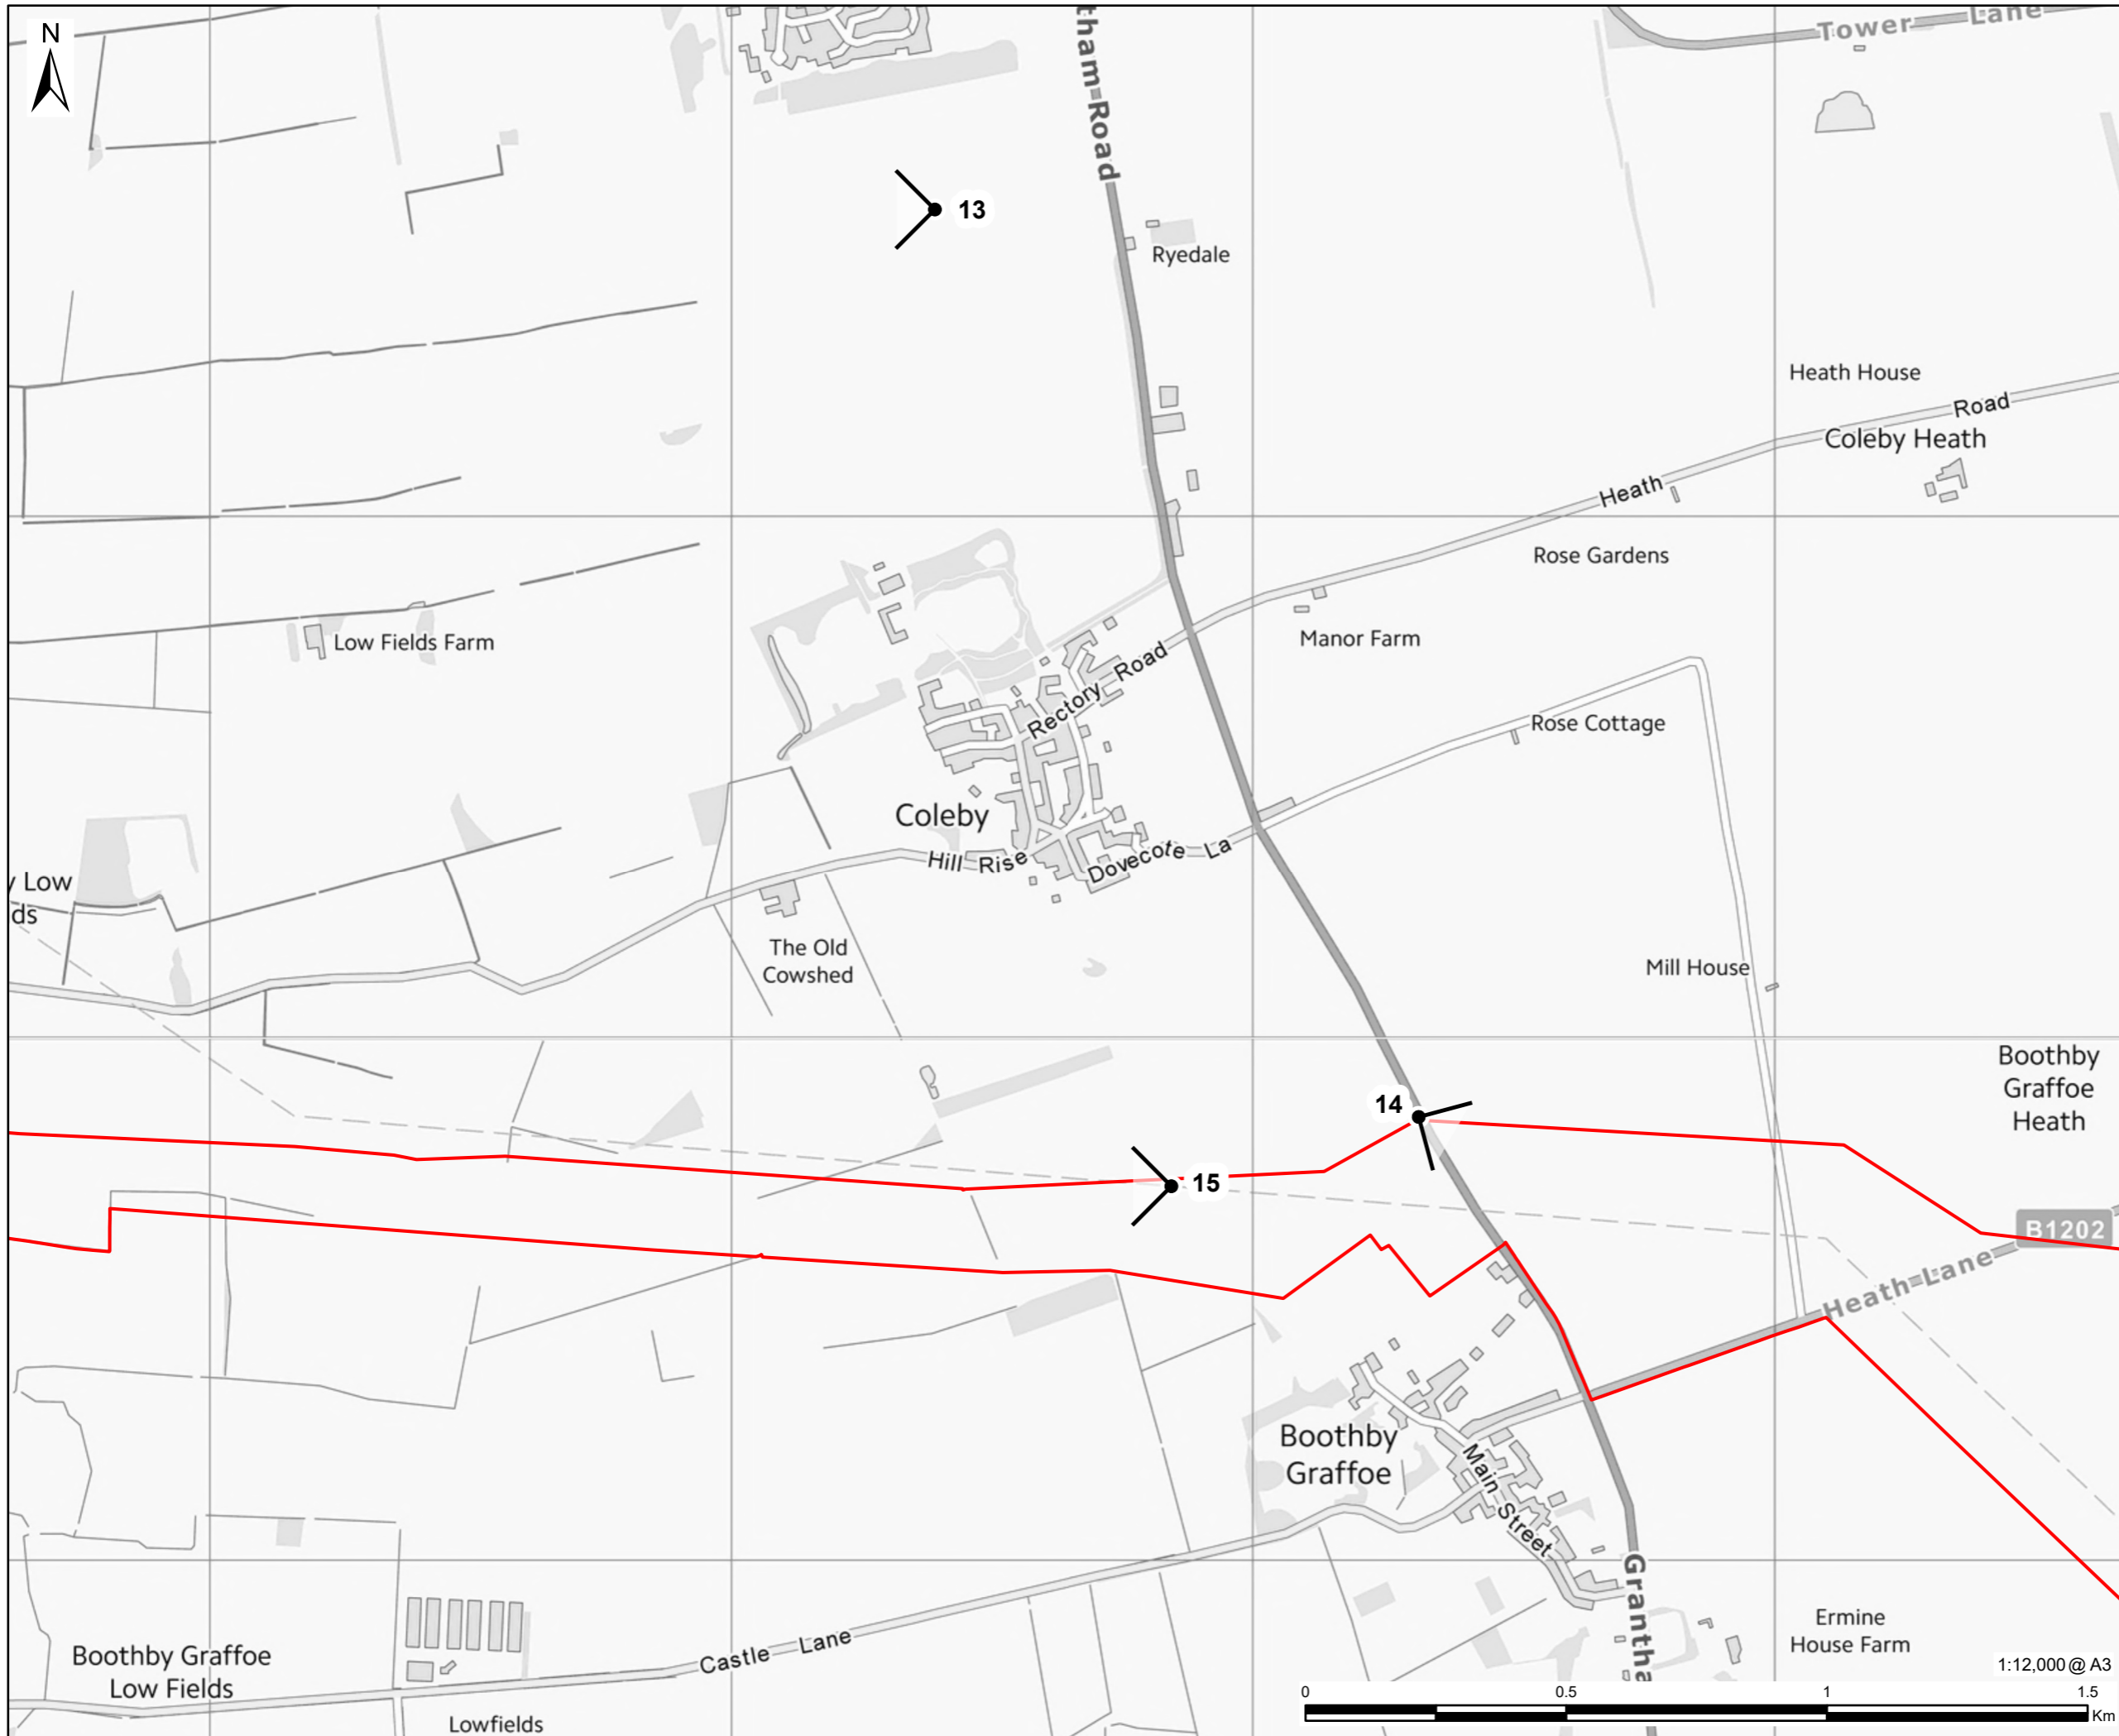 N
tham Road
Tower Lane
13
Ryedale
Heath House
Heath Road
Coleby Heath
Rose Gardens
Low Fields Farm
Manor Farm
Rectory Road
Rose Cottage
Coleby
Hill Rise
Dovecote La
y Low
ds
The Old
Cowshed
Mill House
Boothby
Graffoe
Heath
14
15
B1202
Heath Lane
Boothby
Graffoe
Main Street
Grantha
Ermine
House Farm
Castle Lane
Boothby Graffoe
Low Fields
Lowfields
1:12,000 @ A3
0 0.5 1 1.5
Km